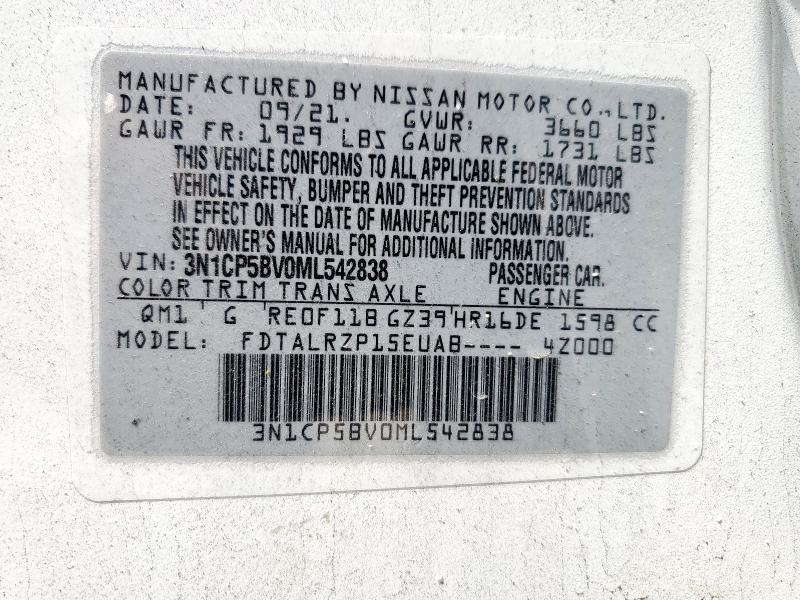 MANUFACTURED BY NISSAN MOTOR CO., LTD.
DATE: 09/21. GVWR: 3660 LBS
GAWR FR: 1929 LBS GAWR RR: 1731 LBS
THIS VEHICLE CONFORMS TO ALL APPLICABLE FEDERAL MOTOR
VEHICLE SAFETY, BUMPER AND THEFT PREVENTION STANDARDS
IN EFFECT ON THE DATE OF MANUFACTURE SHOWN ABOVE.
SEE OWNER'S MANUAL FOR ADDITIONAL INFORMATION.
VIN: 3N1CP5BV0ML542838 PASSENGER CAR.
COLOR TRIM TRANS AXLE ENGINE
QM1 G RE0F11B GZ39 HR16DE 1598 CC
MODEL: FDTALRZP15EUAB---- 4Z000
3N1CP5BV0ML542838